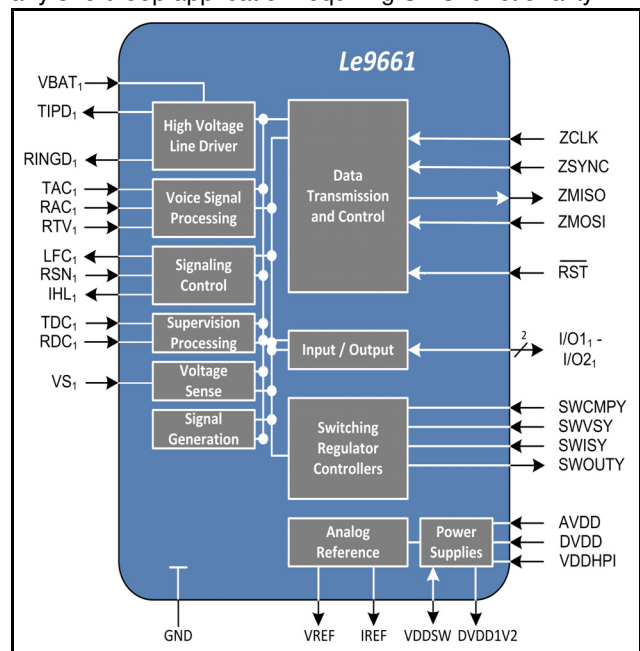 Le9661
VBAT₁
TIPD₁
RINGD₁
TAC₁
RAC₁
RTV₁
LFC₁
RSN₁
IHL₁
TDC₁
RDC₁
VS₁
High Voltage
Line Driver
Voice Signal
Processing
Signaling
Control
Supervision
Processing
Voltage
Sense
Signal
Generation
Data
Transmission
and Control
Input / Output
Switching
Regulator
Controllers
Analog
Reference
Power
Supplies
ZCLK
ZSYNC
ZMISO
ZMOSI
RST
2
I/O1₁ -
I/O2₁
SWCMPY
SWVSY
SWISY
SWOUTY
AVDD
DVDD
VDDHPI
GND
VREF
IREF
VDDSW
DVDD1V2